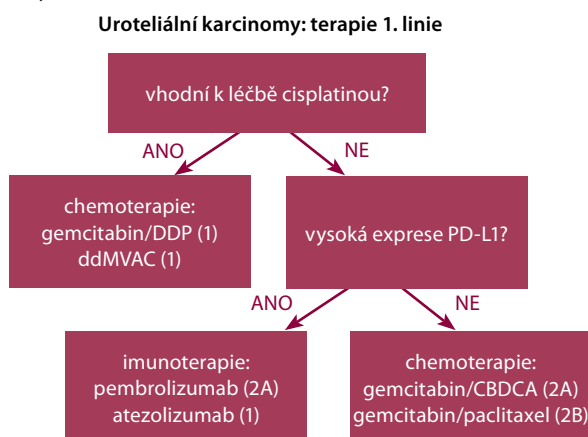 Uroteliální karcinomy: terapie 1. linie
vhodní k léčbě cisplatinou?
ANO
NE
chemoterapie:
gemcitabin/DDP (1)
ddMVAC (1)
vysoká exprese PD-L1?
ANO
NE
imunoterapie:
pembrolizumab (2A)
atezolizumab (1)
chemoterapie:
gemcitabin/CBDCA (2A)
gemcitabin/paclitaxel (2B)